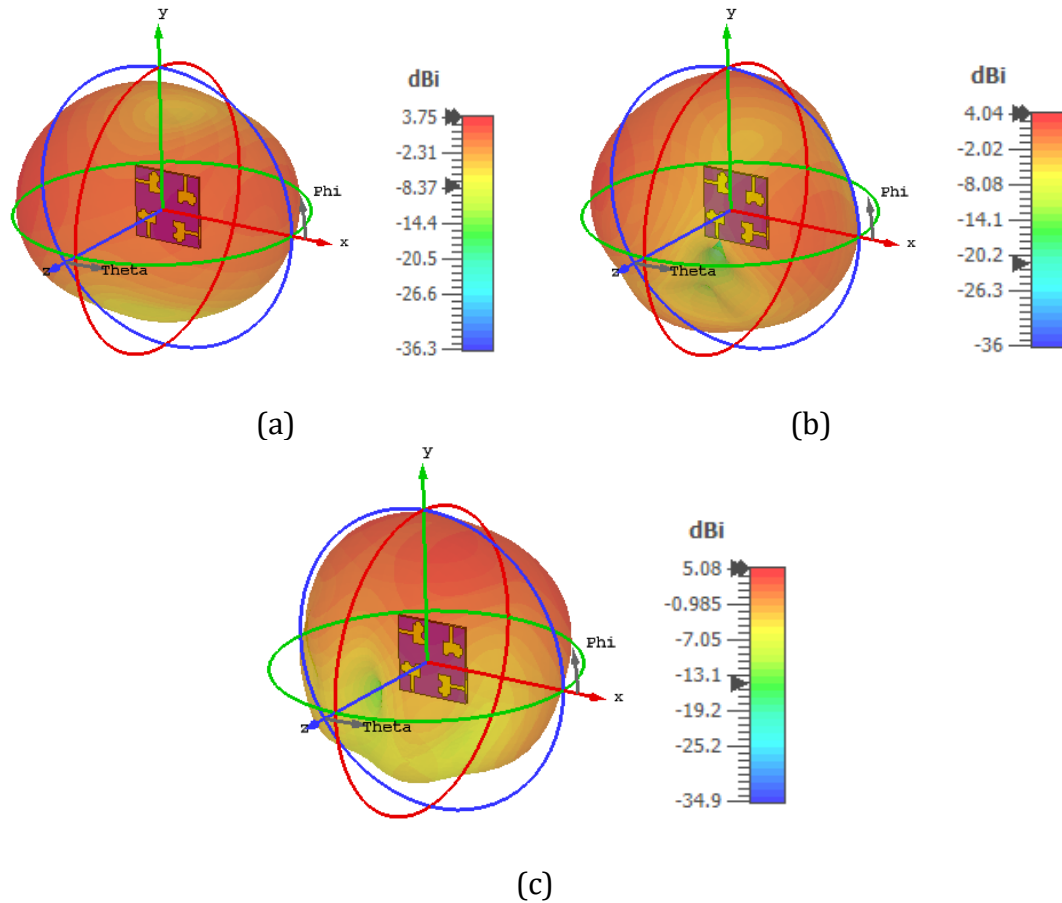 y
dBi
3.75
-2.31
-8.37
-14.4
-20.5
-26.6
-36.3
Phi
x
z
Theta
(a)
y
dBi
4.04
-2.02
-8.08
-14.1
-20.2
-26.3
-36
Phi
x
z
Theta
(b)
y
dBi
5.08
-0.985
-7.05
-13.1
-19.2
-25.2
-34.9
Phi
x
z
Theta
(c)